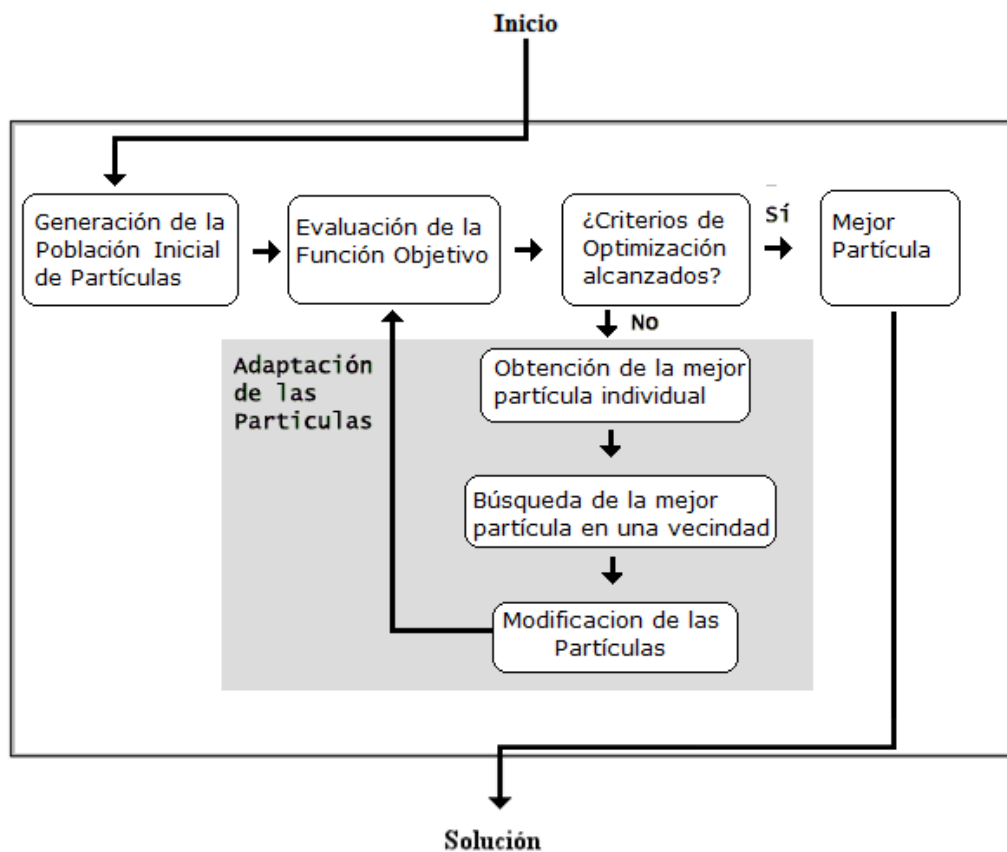 Inicio
Generación de la
Población Inicial
de Partículas
Evaluación de la
Función Objetivo
¿Criterios de
Optimización
alcanzados?
Sí
Mejor
Partícula
No
Adaptación
de las
Particulas
Obtención de la mejor
partícula individual
Búsqueda de la mejor
partícula en una vecindad
Modificacion de las
Partículas
Solución